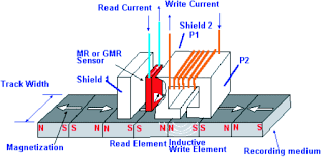 Read Current Write Current
Shield 2
P1
MR or GMR
Sensor
P2
Shield 1
Track Width
N S S N N S S N N S
Magnetization
Read Element Inductive
Write Element
Recording medium